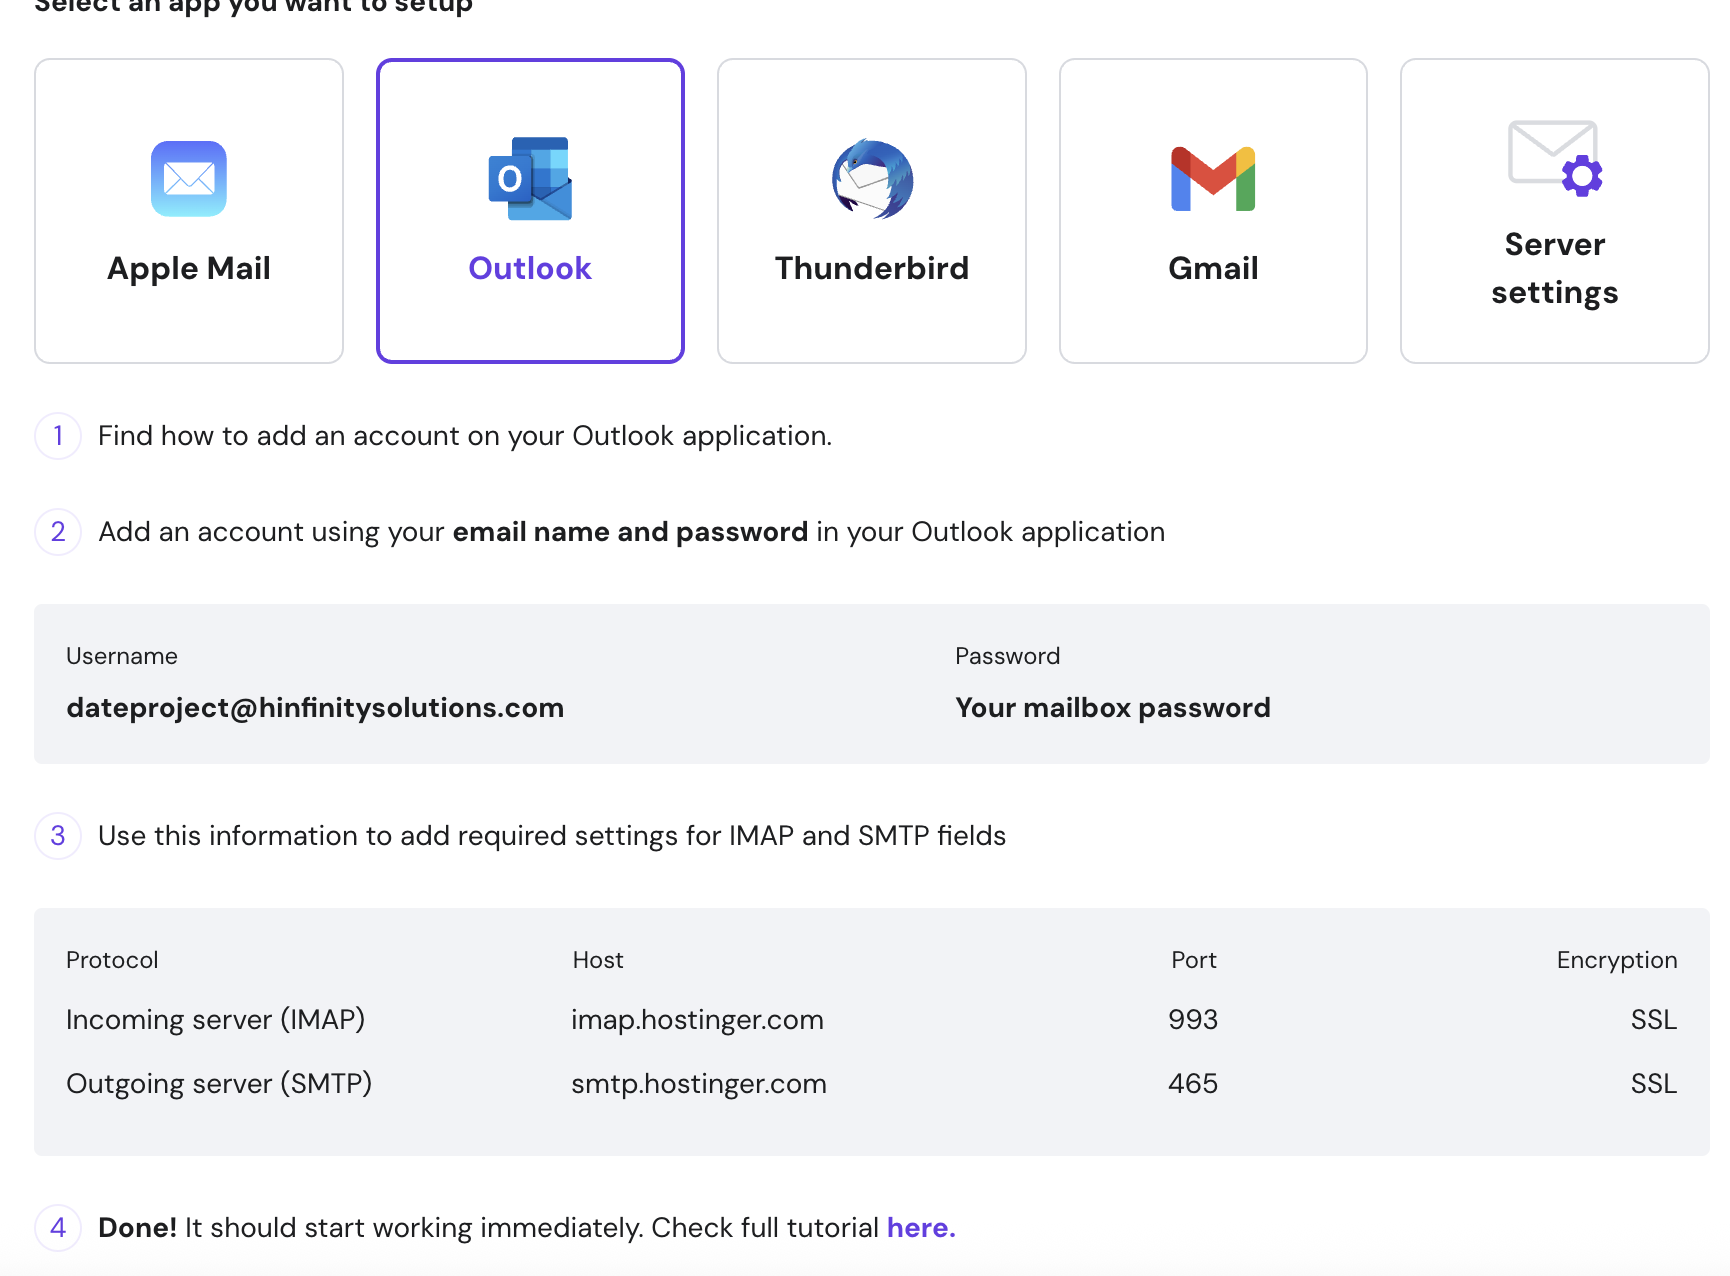 Select an app you want to setup
Apple Mail
Outlook
Thunderbird
Gmail
Server
settings
1 Find how to add an account on your Outlook application.
2 Add an account using your email name and password in your Outlook application
Username Password
dateproject@hinfinitysolutions.com Your mailbox password
3 Use this information to add required settings for IMAP and SMTP fields
Protocol Host Port Encryption
Incoming server (IMAP) imap.hostinger.com 993 SSL
Outgoing server (SMTP) smtp.hostinger.com 465 SSL
4 Done! It should start working immediately. Check full tutorial here.